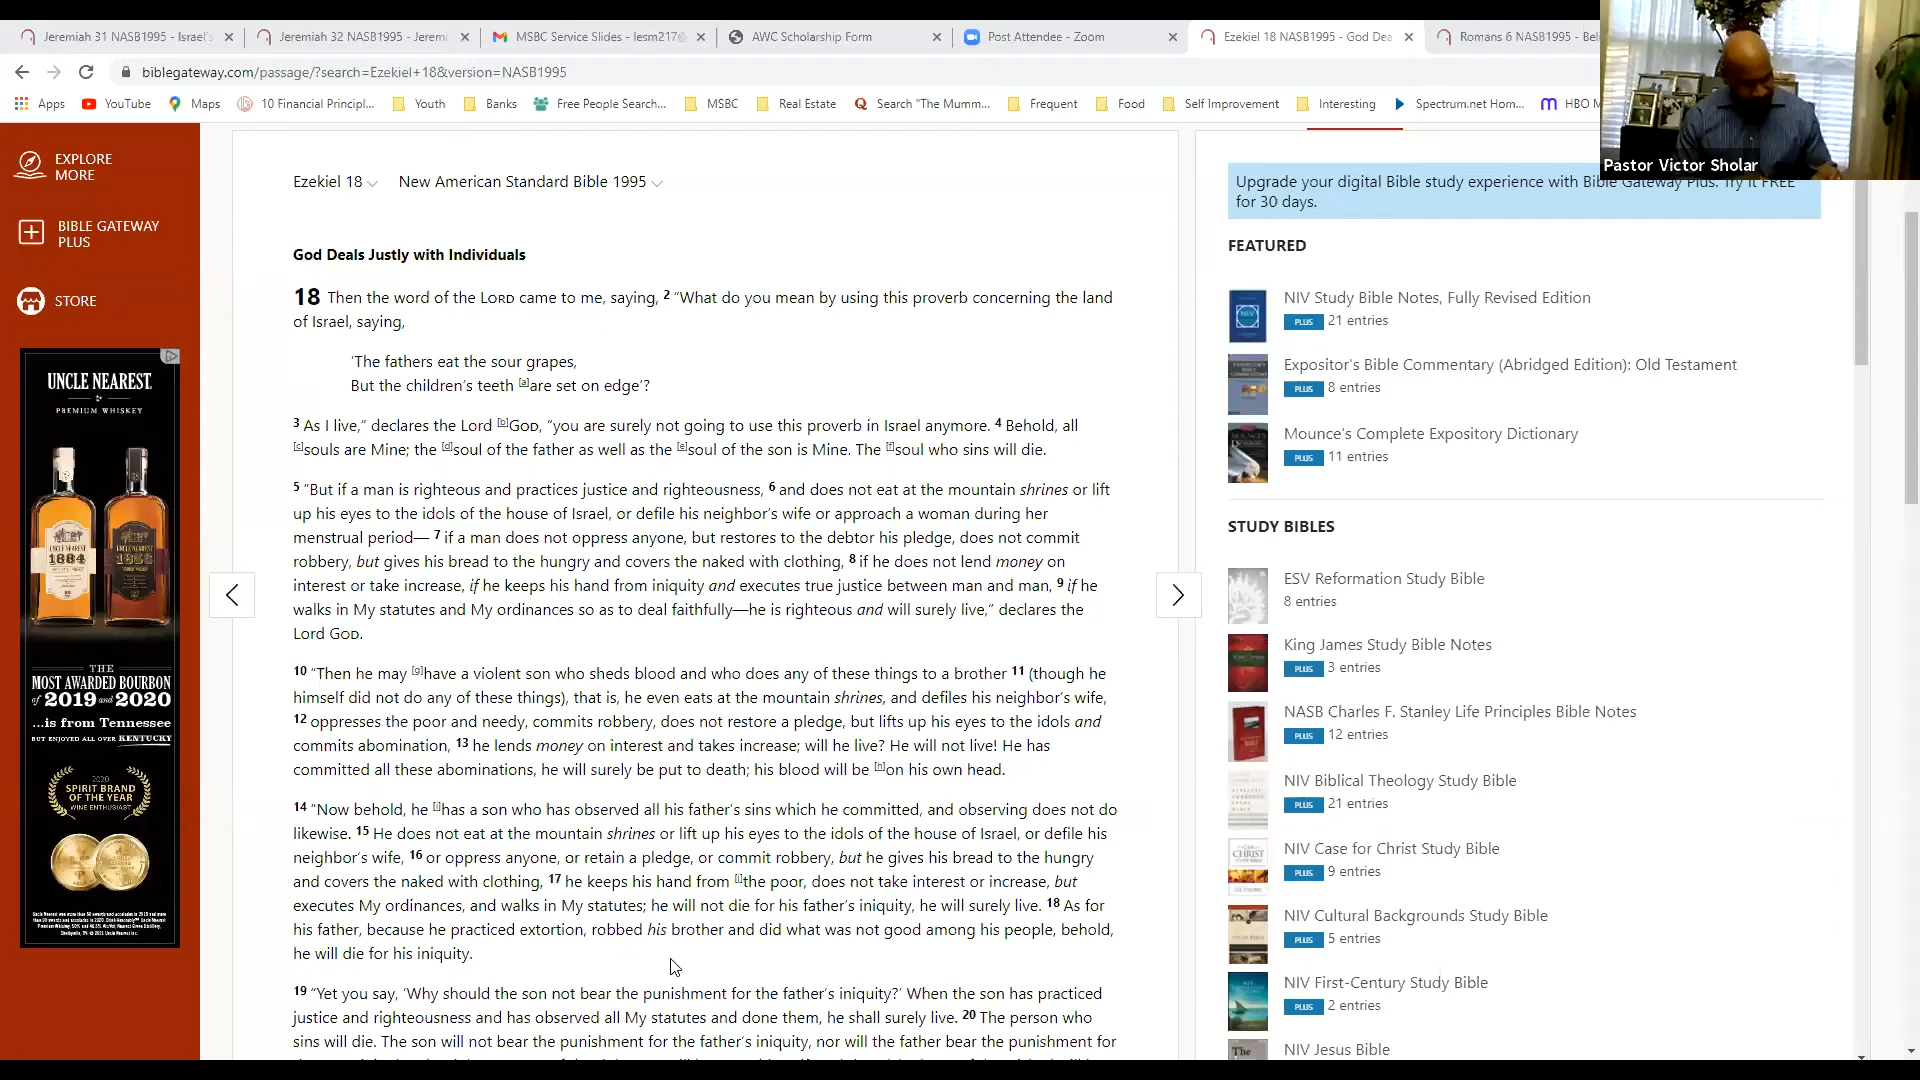 Jeremiah 31 NASB1995 - Israel's
Jeremiah 32 NASB1995 - Jerem
MSBC Service Slides - lesm217@
AWC Scholarship Form
Post Attendee - Zoom
Ezekiel 18 NASB1995 - God Dea
Romans 6 NASB1995 - Beli
biblegateway.com/passage/?search=Ezekiel+18&version=NASB1995
Apps YouTube Maps 10 Financial Principl... Youth Banks Free People Search... MSBC Real Estate Search "The Mumm... Frequent Food Self Improvement Interesting Spectrum.net Hom... HBO M
Pastor Victor Sholar
EXPLORE
MORE
BIBLE GATEWAY
PLUS
STORE
UNCLE NEAREST
PREMIUM WHISKEY
UNCLE NEAREST
1884
UNCLE NEAREST
1856
THE
MOST AWARDED BOURBON
of 2019 and 2020
...is from Tennessee
BUT ENJOYED ALL OVER KENTUCKY
2020
SPIRIT BRAND
OF THE YEAR
WINE ENTHUSIAST
Ezekiel 18 New American Standard Bible 1995
God Deals Justly with Individuals
18 Then the word of the LORD came to me, saying, 2 “What do you mean by using this proverb concerning the land
of Israel, saying,
‘The fathers eat the sour grapes,
But the children’s teeth [a]are set on edge’?
3 As I live,” declares the Lord [b]God, “you are surely not going to use this proverb in Israel anymore. 4 Behold, all
[c]souls are Mine; the [d]soul of the father as well as the [e]soul of the son is Mine. The [f]soul who sins will die.
5 “But if a man is righteous and practices justice and righteousness, 6 and does not eat at the mountain shrines or lift
up his eyes to the idols of the house of Israel, or defile his neighbor’s wife or approach a woman during her
menstrual period— 7 if a man does not oppress anyone, but restores to the debtor his pledge, does not commit
robbery, but gives his bread to the hungry and covers the naked with clothing, 8 if he does not lend money on
interest or take increase, if he keeps his hand from iniquity and executes true justice between man and man, 9 if he
walks in My statutes and My ordinances so as to deal faithfully—he is righteous and will surely live,” declares the
Lord GOD.
10 “Then he may [g]have a violent son who sheds blood and who does any of these things to a brother 11 (though he
himself did not do any of these things), that is, he even eats at the mountain shrines, and defiles his neighbor’s wife,
12 oppresses the poor and needy, commits robbery, does not restore a pledge, but lifts up his eyes to the idols and
commits abomination, 13 he lends money on interest and takes increase; will he live? He will not live! He has
committed all these abominations, he will surely be put to death; his blood will be [h]on his own head.
14 “Now behold, he [i]has a son who has observed all his father’s sins which he committed, and observing does not do
likewise. 15 He does not eat at the mountain shrines or lift up his eyes to the idols of the house of Israel, or defile his
neighbor’s wife, 16 or oppress anyone, or retain a pledge, or commit robbery, but he gives his bread to the hungry
and covers the naked with clothing, 17 he keeps his hand from [j]the poor, does not take interest or increase, but
executes My ordinances, and walks in My statutes; he will not die for his father’s iniquity, he will surely live. 18 As for
his father, because he practiced extortion, robbed his brother and did what was not good among his people, behold,
he will die for his iniquity.
19 “Yet you say, ‘Why should the son not bear the punishment for the father’s iniquity?’ When the son has practiced
justice and righteousness and has observed all My statutes and done them, he shall surely live. 20 The person who
sins will die. The son will not bear the punishment for the father’s iniquity, nor will the father bear the punishment for
Upgrade your digital Bible study experience with Bible Gateway Plus. Try it FREE
for 30 days.
FEATURED
NIV Study Bible Notes, Fully Revised Edition
PLUS 21 entries
Expositor's Bible Commentary (Abridged Edition): Old Testament
PLUS 8 entries
Mounce's Complete Expository Dictionary
PLUS 11 entries
STUDY BIBLES
ESV Reformation Study Bible
8 entries
King James Study Bible Notes
PLUS 3 entries
NASB Charles F. Stanley Life Principles Bible Notes
PLUS 12 entries
NIV Biblical Theology Study Bible
PLUS 21 entries
NIV Case for Christ Study Bible
PLUS 9 entries
NIV Cultural Backgrounds Study Bible
PLUS 5 entries
NIV First-Century Study Bible
PLUS 2 entries
The
NIV Jesus Bible